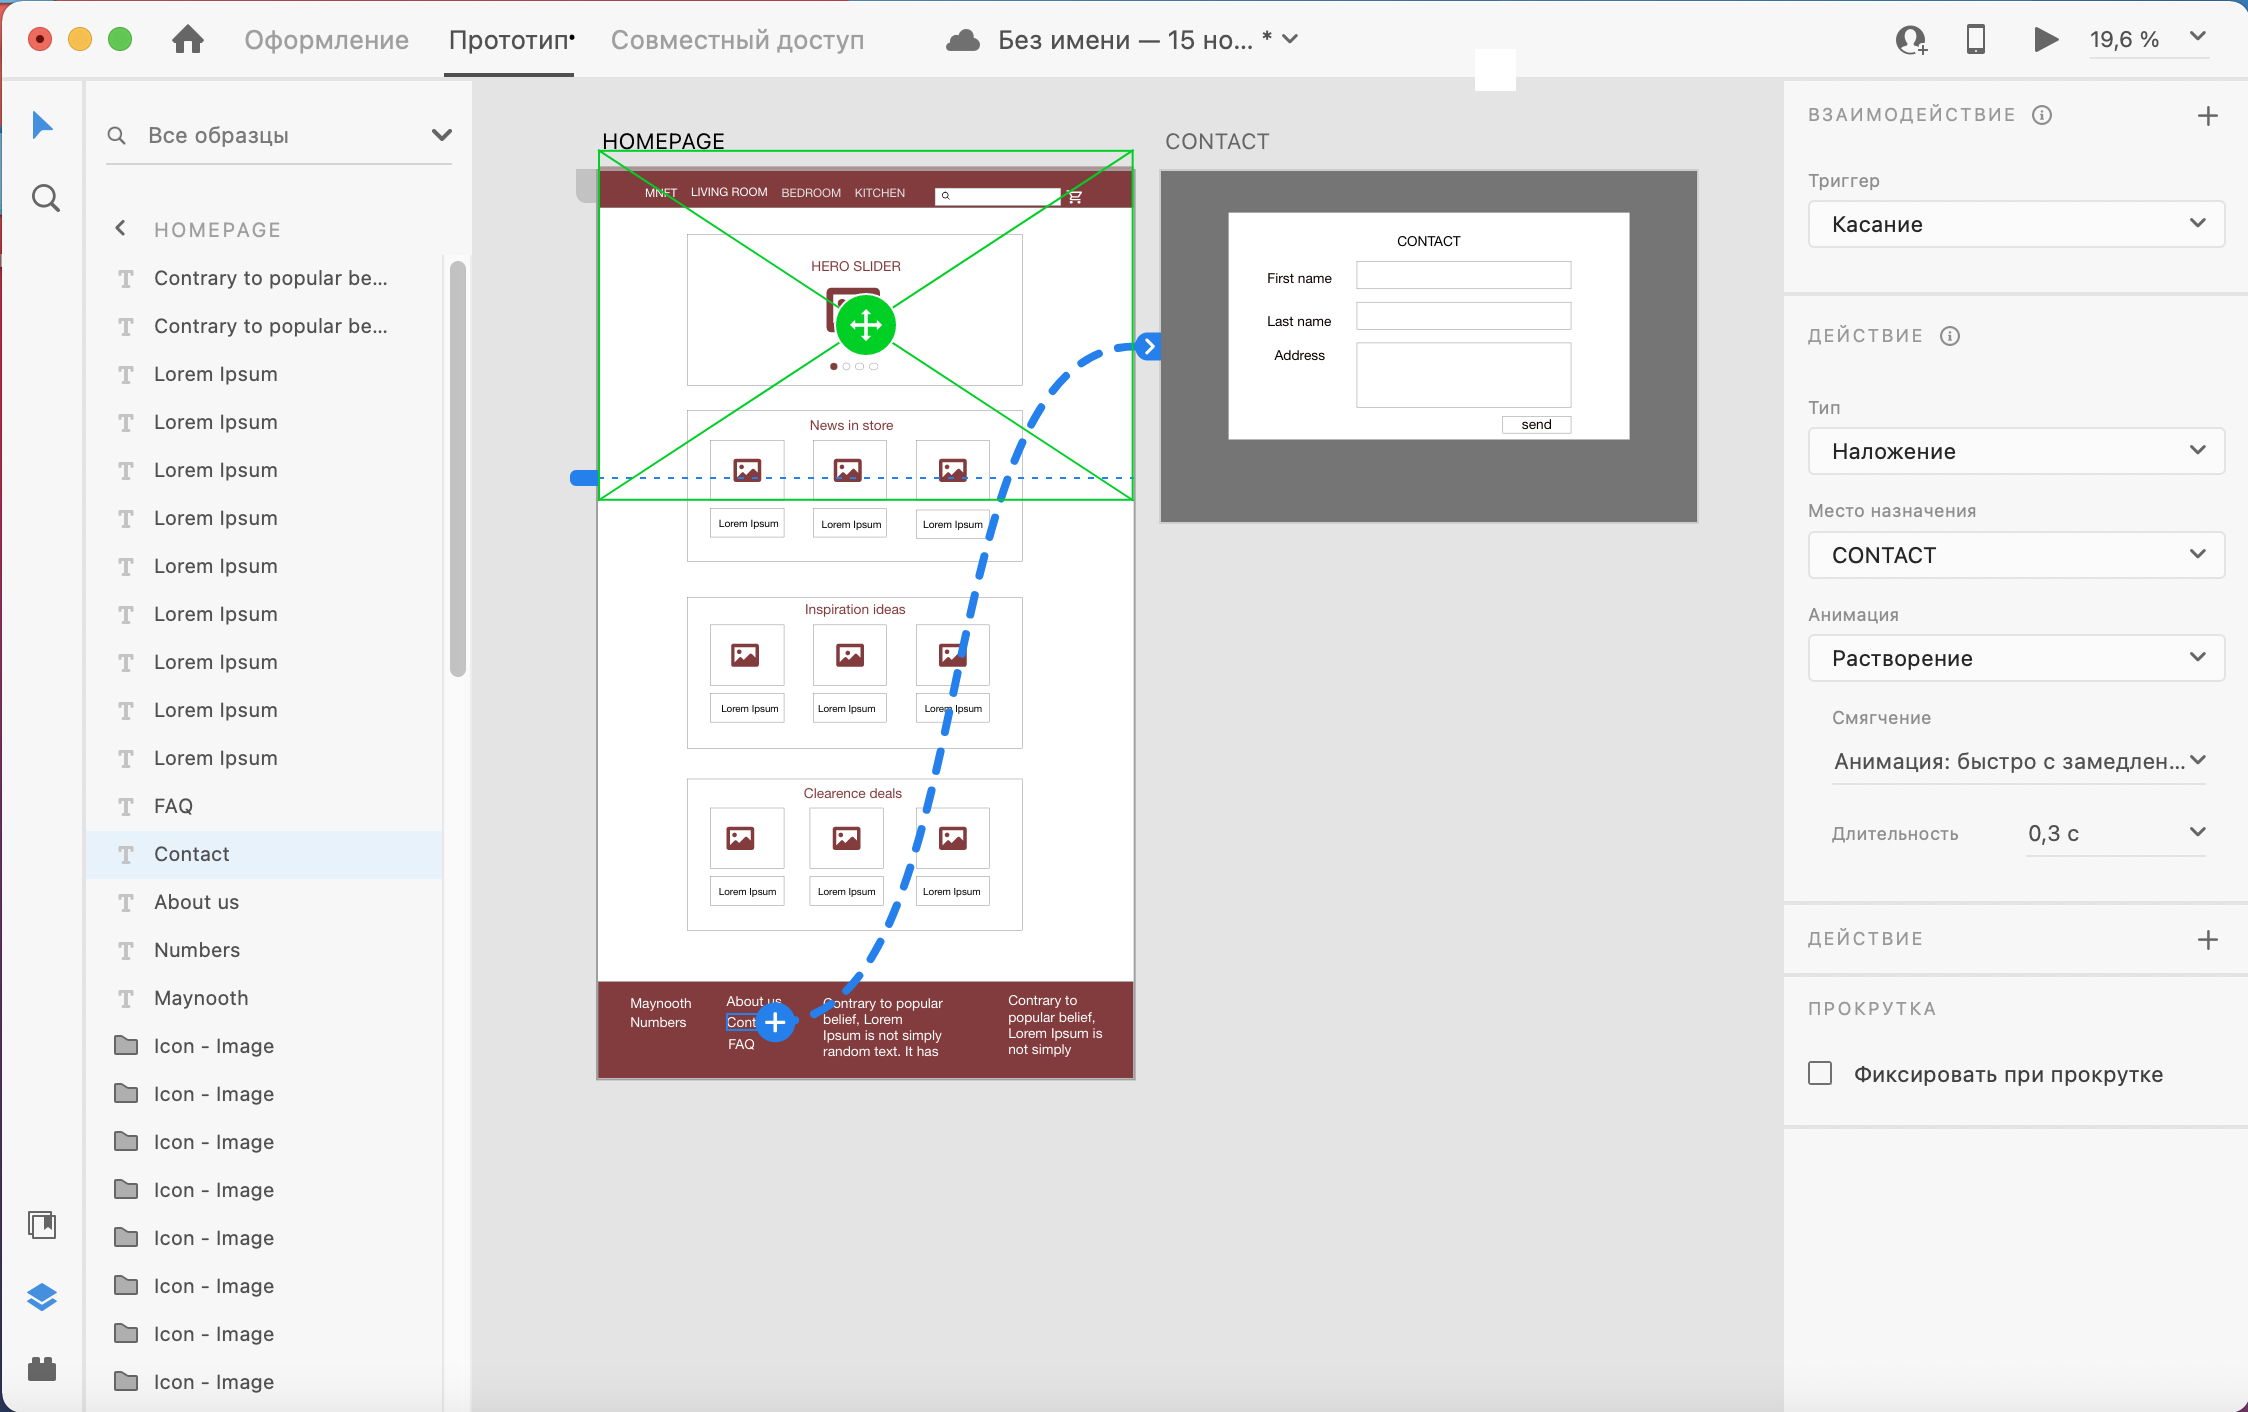 Оформление
Прототип
Совместный доступ
Без имени — 15 но... *
19,6 %
Все образцы
HOMEPAGE
Contrary to popular be...
Contrary to popular be...
Lorem Ipsum
Lorem Ipsum
Lorem Ipsum
Lorem Ipsum
Lorem Ipsum
Lorem Ipsum
Lorem Ipsum
Lorem Ipsum
Lorem Ipsum
FAQ
Contact
About us
Numbers
Maynooth
Icon - Image
Icon - Image
Icon - Image
Icon - Image
Icon - Image
Icon - Image
Icon - Image
Icon - Image
HOMEPAGE
LIVING ROOM
BEDROOM
KITCHEN
HERO SLIDER
News in store
Lorem Ipsum
Lorem Ipsum
Lorem Ipsum
Inspiration ideas
Lorem Ipsum
Lorem Ipsum
Lorem Ipsum
Clearence deals
Lorem Ipsum
Lorem Ipsum
Lorem Ipsum
Maynooth
Numbers
About us
Cont
FAQ
Contrary to popular
belief, Lorem
Ipsum is not simply
random text. It has
Contrary to
popular belief,
Lorem Ipsum is
not simply
CONTACT
CONTACT
First name
Last name
Address
send
ВЗАИМОДЕЙСТВИЕ
Триггер
Касание
ДЕЙСТВИЕ
Тип
Наложение
Место назначения
CONTACT
Анимация
Растворение
Смягчение
Анимация: быстро с замедлен...
Длительность
0,3 с
ДЕЙСТВИЕ
ПРОКРУТКА
Фиксировать при прокрутке